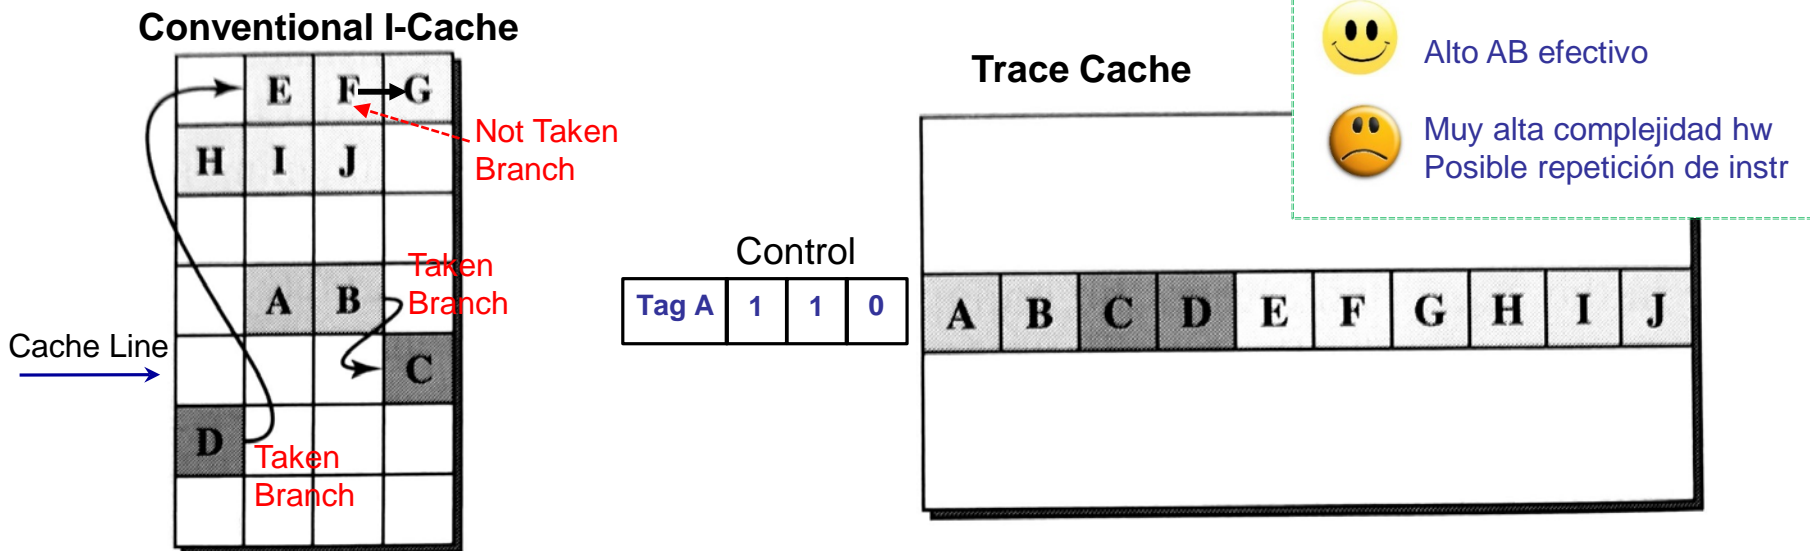 Conventional I-Cache
E F G
Not Taken
Branch
H I J
Taken
Branch
A B
Cache Line
C
D
Taken
Branch
Trace Cache
Control
Tag A 1 1 0
A B C D E F G H I J
Alto AB efectivo
Muy alta complejidad hw
Posible repetición de instr